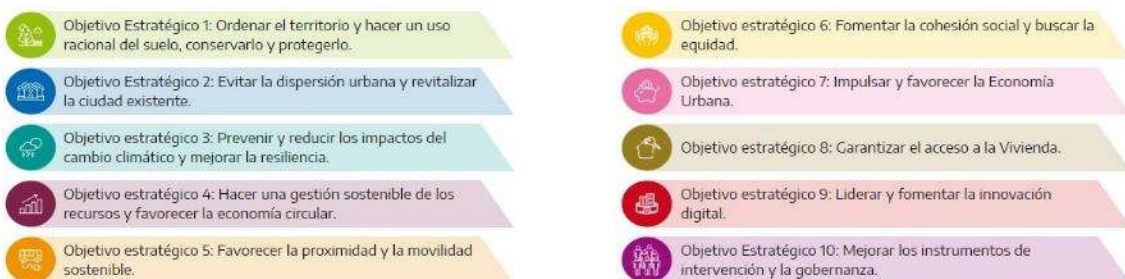 Objetivo Estratégico 1: Ordenar el territorio y hacer un uso
racional del suelo, conservarlo y protegerlo.
Objetivo Estratégico 2: Evitar la dispersión urbana y revitalizar
la ciudad existente.
Objetivo estratégico 3: Prevenir y reducir los impactos del
cambio climático y mejorar la resiliencia.
Objetivo estratégico 4: Hacer una gestión sostenible de los
recursos y favorecer la economía circular.
Objetivo estratégico 5: Favorecer la proximidad y la movilidad
sostenible.
Objetivo estratégico 6: Fomentar la cohesión social y buscar la
equidad.
Objetivo estratégico 7: Impulsar y favorecer la Economía
Urbana.
Objetivo estratégico 8: Garantizar el acceso a la Vivienda.
Objetivo estratégico 9: Liderar y fomentar la innovación
digital.
Objetivo Estratégico 10: Mejorar los instrumentos de
intervención y la gobernanza.